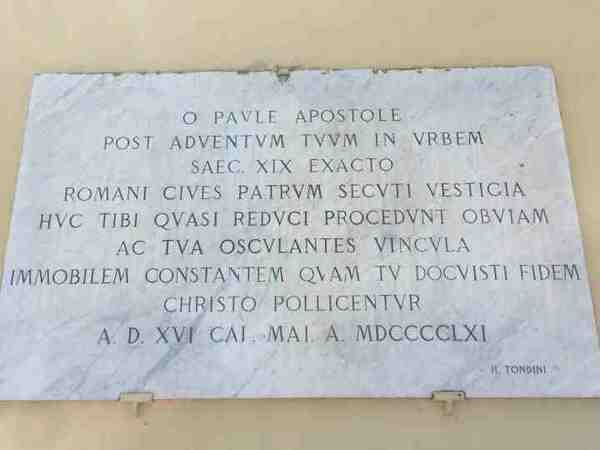 O PAVLE APOSTOLE
POST ADVENTVM TVVM IN VRBEM
SAEC. XIX EXACTO
ROMANI CIVES PATRVM SECVTI VESTIGIA
HVC TIBI QVASI REDVCI PROCEDVNT OBVIAM
AC TVA OSCVLANTES VINCVLA
IMMOBILEM CONSTANTEM QVAM TV DOCVISTI FIDEM
CHRISTO POLLICENTVR
A. D. XVI CAL. MAI. A. MDCCCCLXI
H. TONDINI